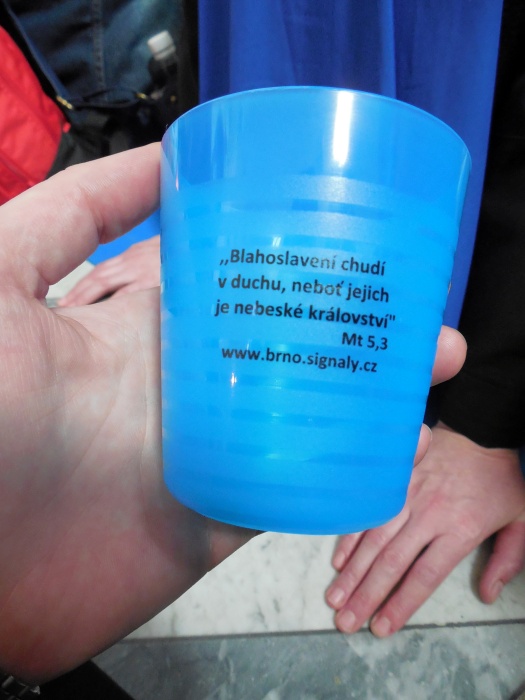 ,,Blahoslavení chudí
v duchu, neboť jejich
je nebeské království"
Mt 5,3
www.brno.signaly.cz